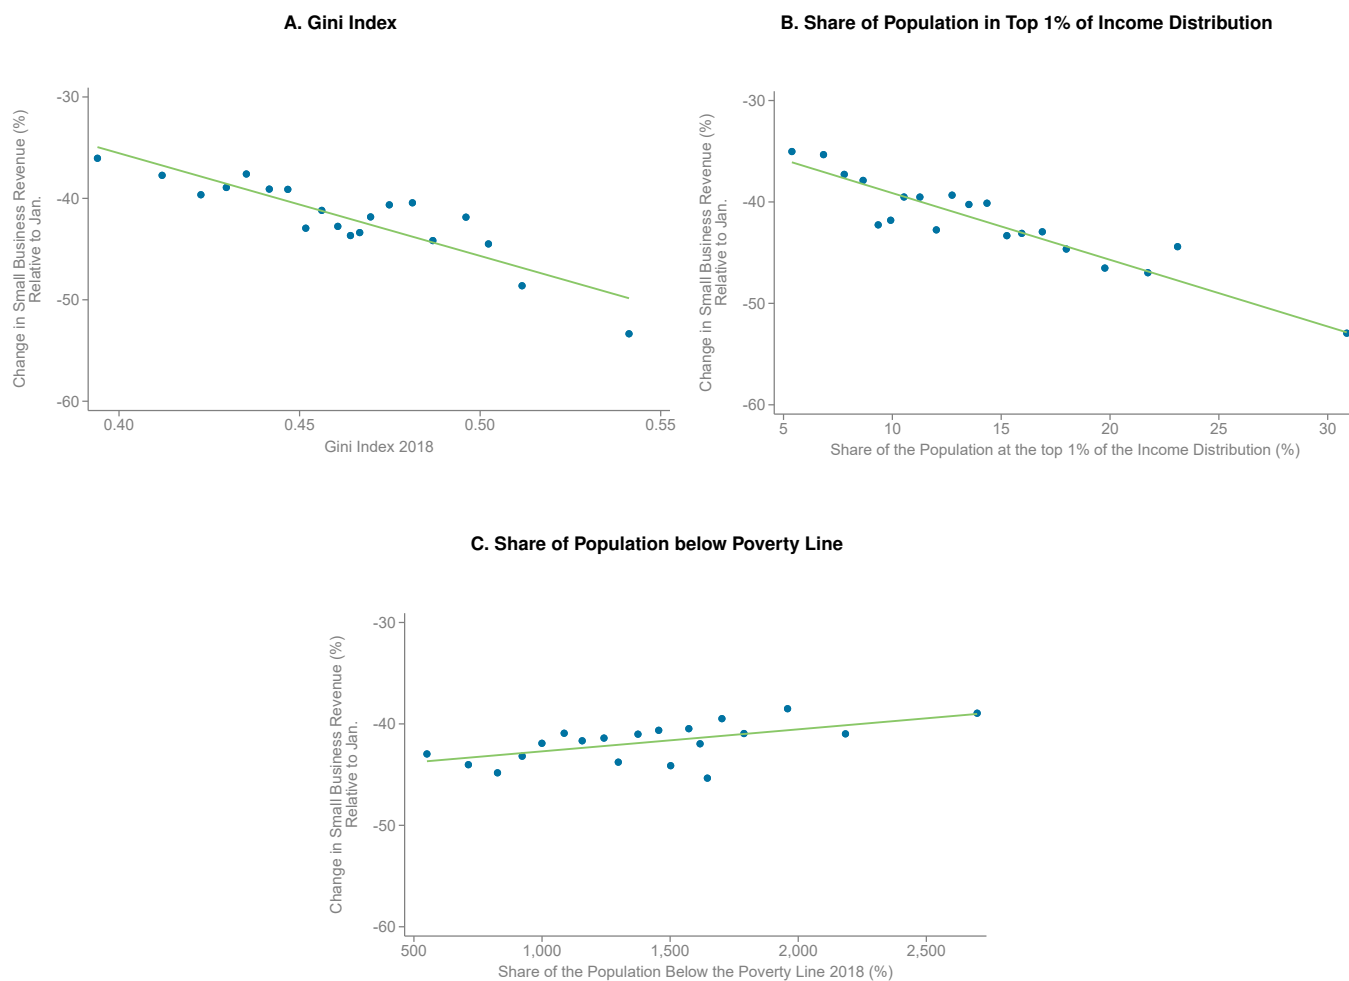 A. Gini Index
Change in Small Business Revenue (%)
Relative to Jan.
-30
-40
-50
-60
0.40 0.45 0.50 0.55
Gini Index 2018
B. Share of Population in Top 1% of Income Distribution
Change in Small Business Revenue (%)
Relative to Jan.
-30
-40
-50
-60
5 10 15 20 25 30
Share of the Population at the top 1% of the Income Distribution (%)
C. Share of Population below Poverty Line
Change in Small Business Revenue (%)
Relative to Jan.
-30
-40
-50
-60
500 1,000 1,500 2,000 2,500
Share of the Population Below the Poverty Line 2018 (%)